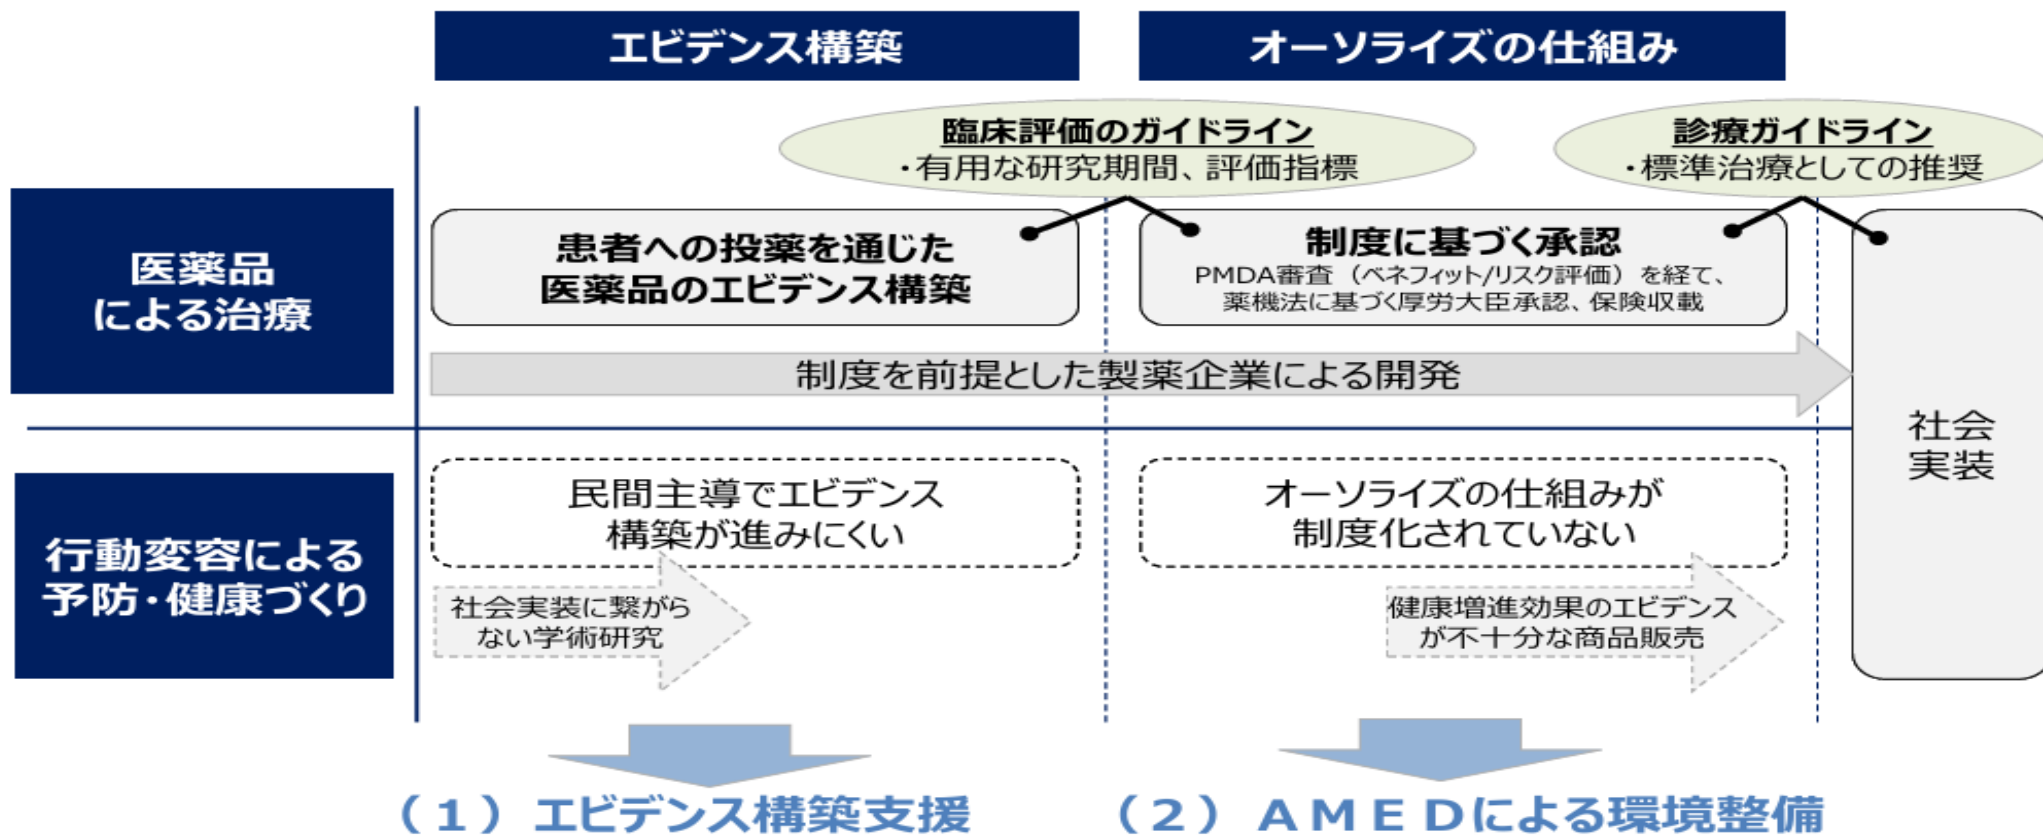 エビデンス構築
オーソライズの仕組み
臨床評価のガイドライン
・有用な研究期間、評価指標
診療ガイドライン
・標準治療としての推奨
医薬品
による治療
患者への投薬を通じた
医薬品のエビデンス構築
制度に基づく承認
PMDA審査（ベネフィット/リスク評価）を経て、
薬機法に基づく厚労大臣承認、保険収載
制度を前提とした製薬企業による開発
社会
実装
行動変容による
予防・健康づくり
民間主導でエビデンス
構築が進みにくい
オーソライズの仕組みが
制度化されていない
社会実装に繋がら
ない学術研究
健康増進効果のエビデンス
が不十分な商品販売
（１）エビデンス構築支援
（２）ＡＭＥＤによる環境整備